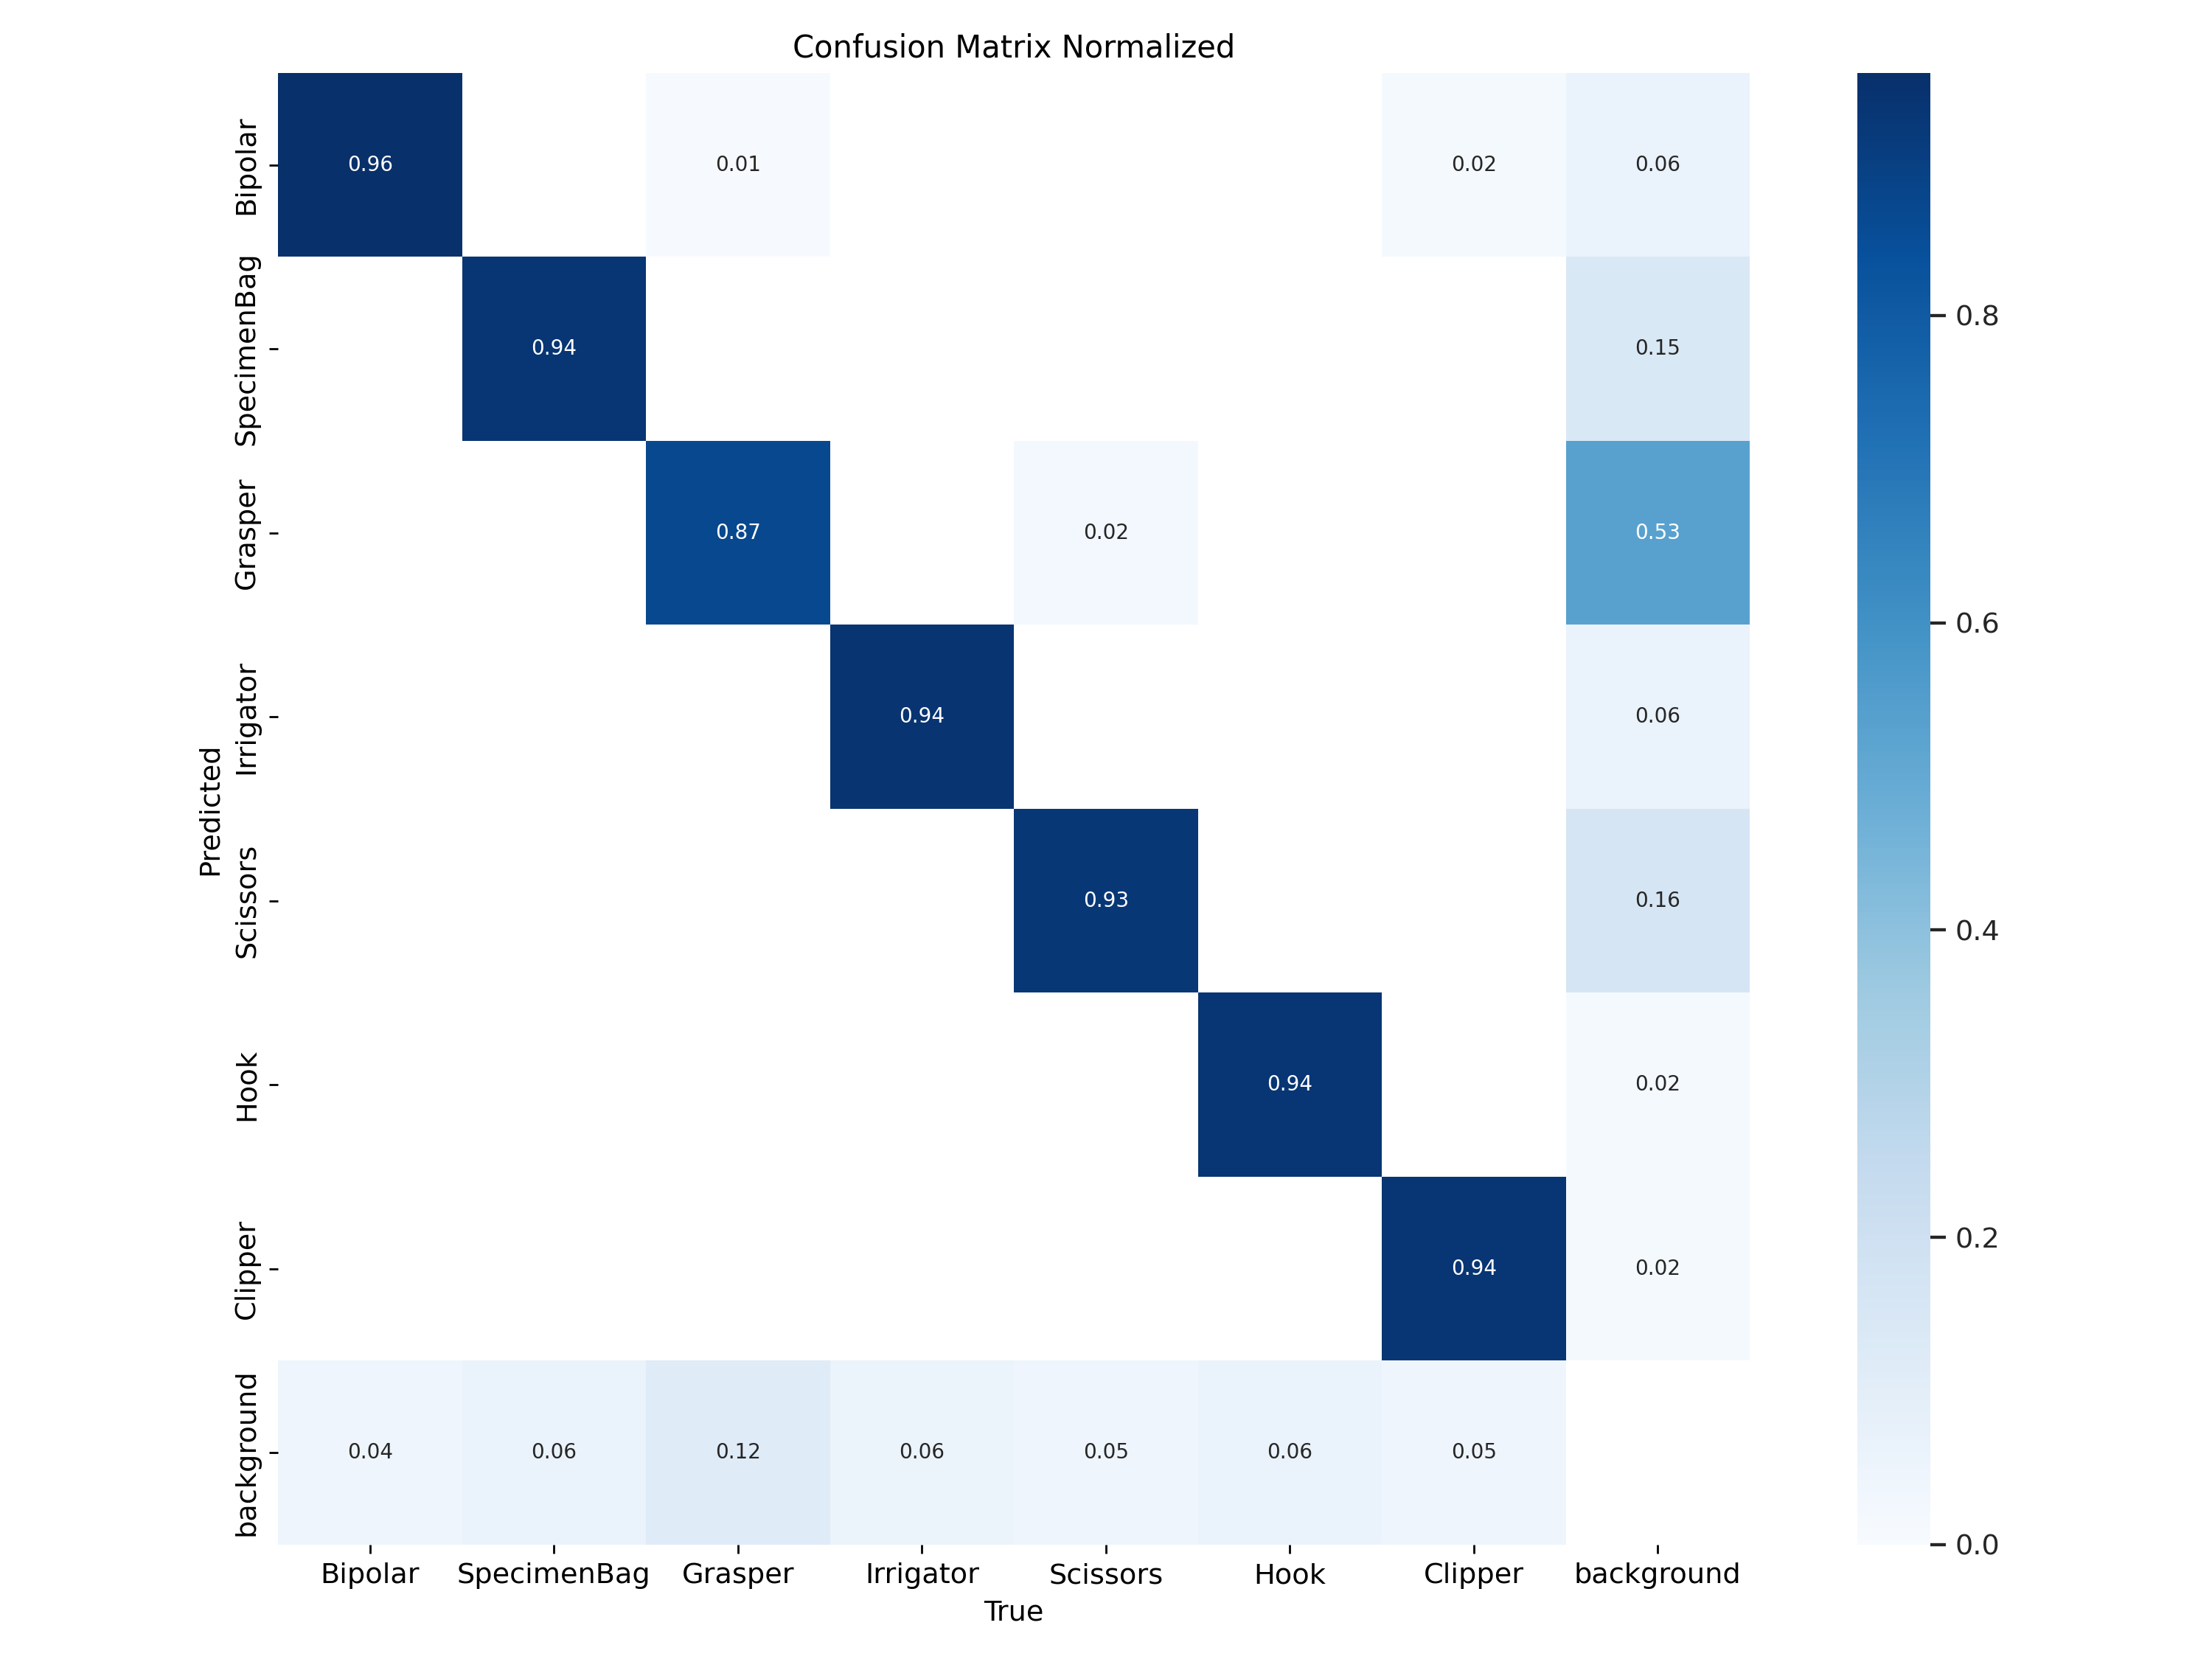 Confusion Matrix Normalized
Predicted
Bipolar 0.96 0.01 0.02 0.06
SpecimenBag 0.94 0.15
Grasper 0.87 0.02 0.53
Irrigator 0.94 0.06
Scissors 0.93 0.16
Hook 0.94 0.02
Clipper 0.94 0.02
background 0.04 0.06 0.12 0.06 0.05 0.06 0.05
Bipolar SpecimenBag Grasper Irrigator Scissors Hook Clipper background
True
0.8
0.6
0.4
0.2
0.0